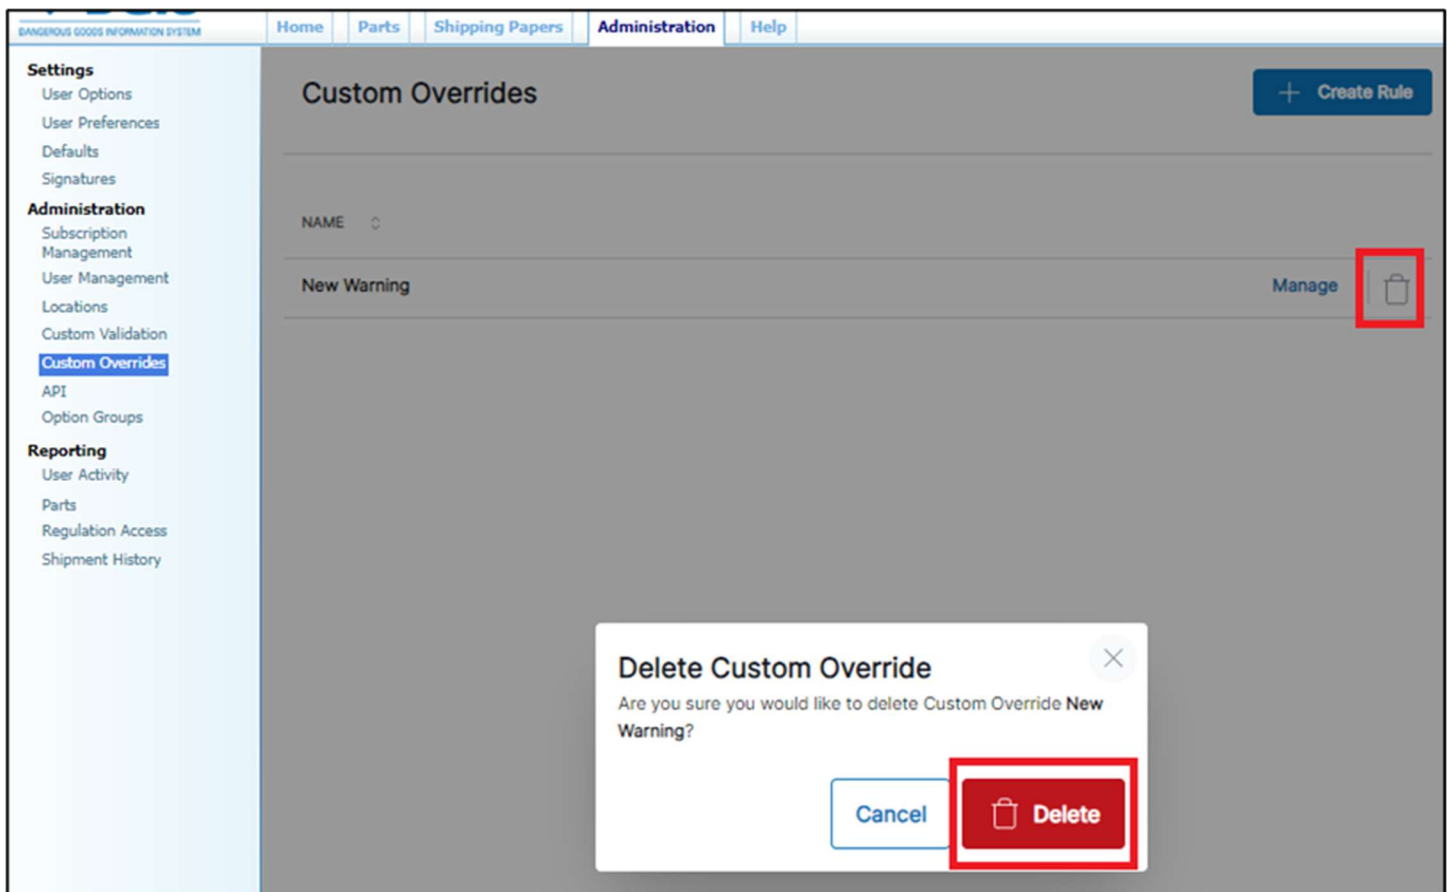 DANGEROUS GOODS INFORMATION SYSTEM
Home Parts Shipping Papers Administration Help
Settings
User Options
User Preferences
Defaults
Signatures
Administration
Subscription
Management
User Management
Locations
Custom Validation
Custom Overrides
API
Option Groups
Reporting
User Activity
Parts
Regulation Access
Shipment History
Custom Overrides
Create Rule
NAME
New Warning
Manage
Delete Custom Override
Are you sure you would like to delete Custom Override New
Warning?
Cancel
Delete